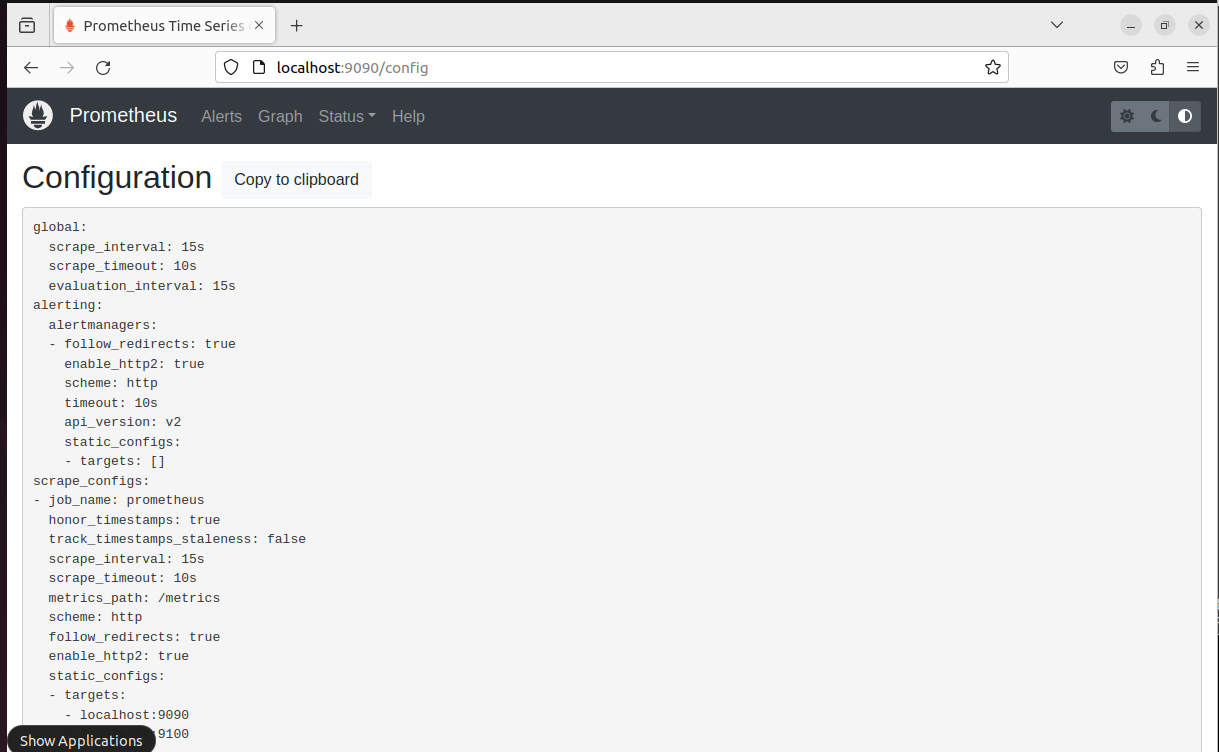 Prometheus Time Series
localhost:9090/config
Prometheus Alerts Graph Status Help
Configuration Copy to clipboard
global:
  scrape_interval: 15s
  scrape_timeout: 10s
  evaluation_interval: 15s
alerting:
  alertmanagers:
  - follow_redirects: true
    enable_http2: true
    scheme: http
    timeout: 10s
    api_version: v2
    static_configs:
    - targets: []
scrape_configs:
- job_name: prometheus
  honor_timestamps: true
  track_timestamps_staleness: false
  scrape_interval: 15s
  scrape_timeout: 10s
  metrics_path: /metrics
  scheme: http
  follow_redirects: true
  enable_http2: true
  static_configs:
  - targets:
    - localhost:9090
:9100
Show Applications